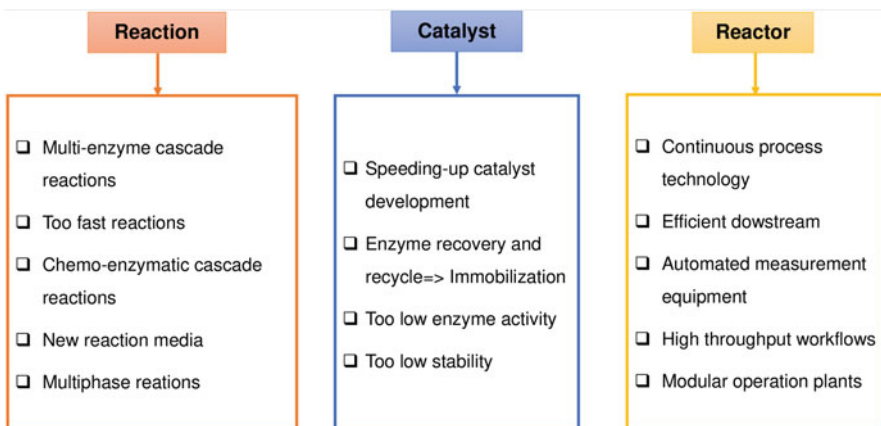 Reaction
Multi-enzyme cascade
reactions
Too fast reactions
Chemo-enzymatic cascade
reactions
New reaction media
Multiphase reations
Catalyst
Speeding-up catalyst
development
Enzyme recovery and
recycle=> Immobilization
Too low enzyme activity
Too low stability
Reactor
Continuous process
technology
Efficient dowstream
Automated measurement
equipment
High throughput workflows
Modular operation plants